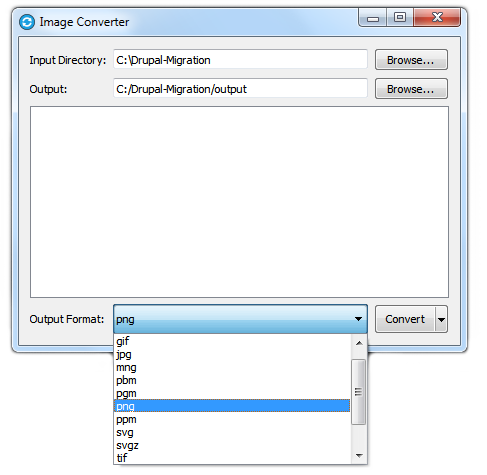 Image Converter
Input Directory: C:\Drupal-Migration Browse...
Output: C:/Drupal-Migration/output Browse...
Output Format: png Convert
gif
jpg
mng
pbm
pgm
png
ppm
svg
svgz
tif